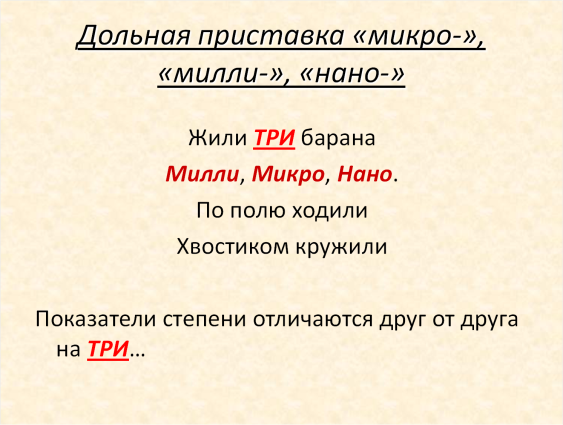 Дольная приставка «микро-»,
«милли-», «нано-»
Жили ТРИ барана
Милли, Микро, Нано.
По полю ходили
Хвостиком кружили
Показатели степени отличаются друг от друга
на ТРИ…